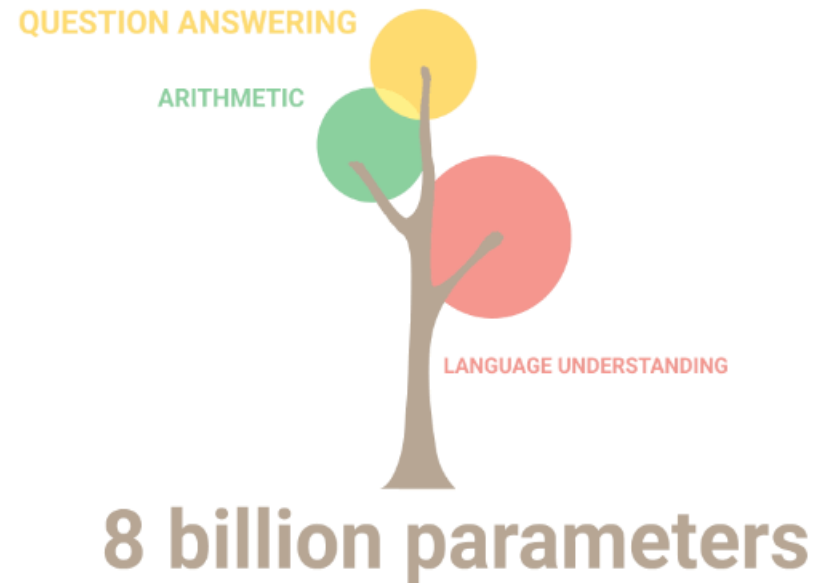 QUESTION ANSWERING
ARITHMETIC
LANGUAGE UNDERSTANDING
8 billion parameters